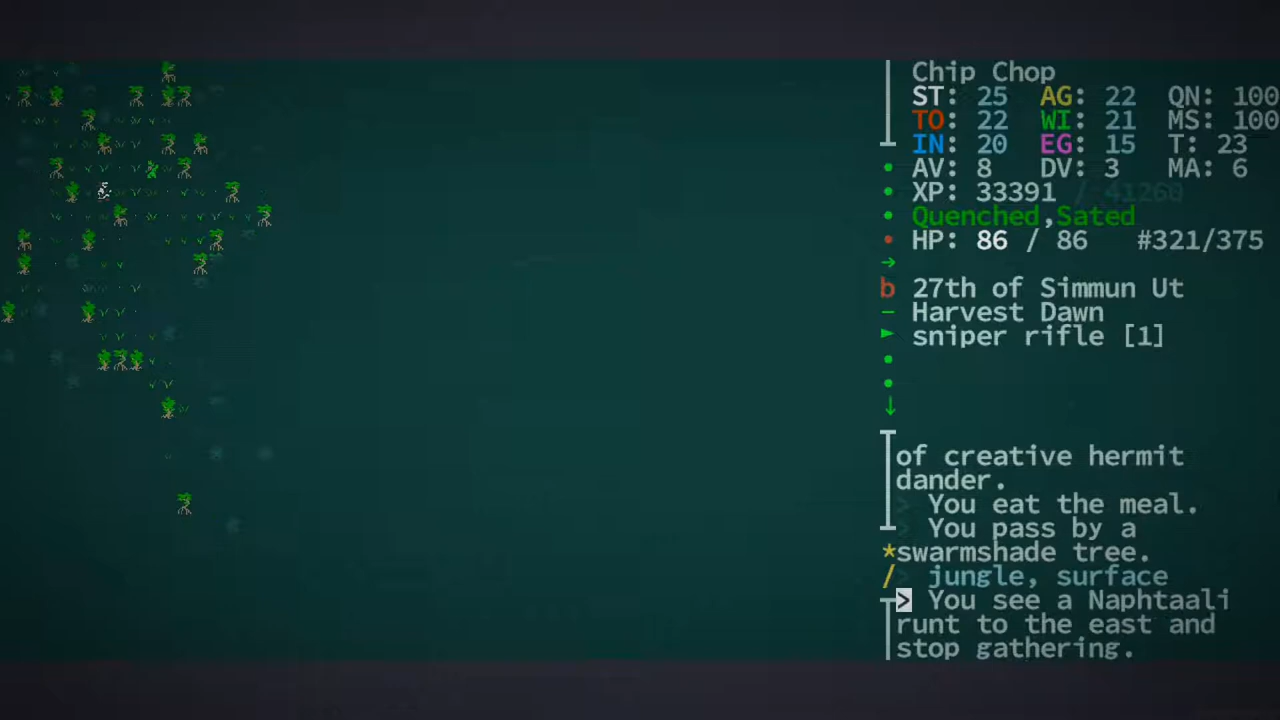 Chip Chop
ST: 25 AG: 22 QN: 100
TO: 22 WI: 21 MS: 100
IN: 20 EG: 15 T: 23
AV: 8 DV: 3 MA: 6
XP: 33391 / 41260
Quenched,Sated
HP: 86 / 86 #321/375
b 27th of Simmun Ut
Harvest Dawn
sniper rifle [1]
of creative hermit
dander.
> You eat the meal.
> You pass by a
*swarmshade tree.
/> jungle, surface
> You see a Naphtaali
runt to the east and
stop gathering.